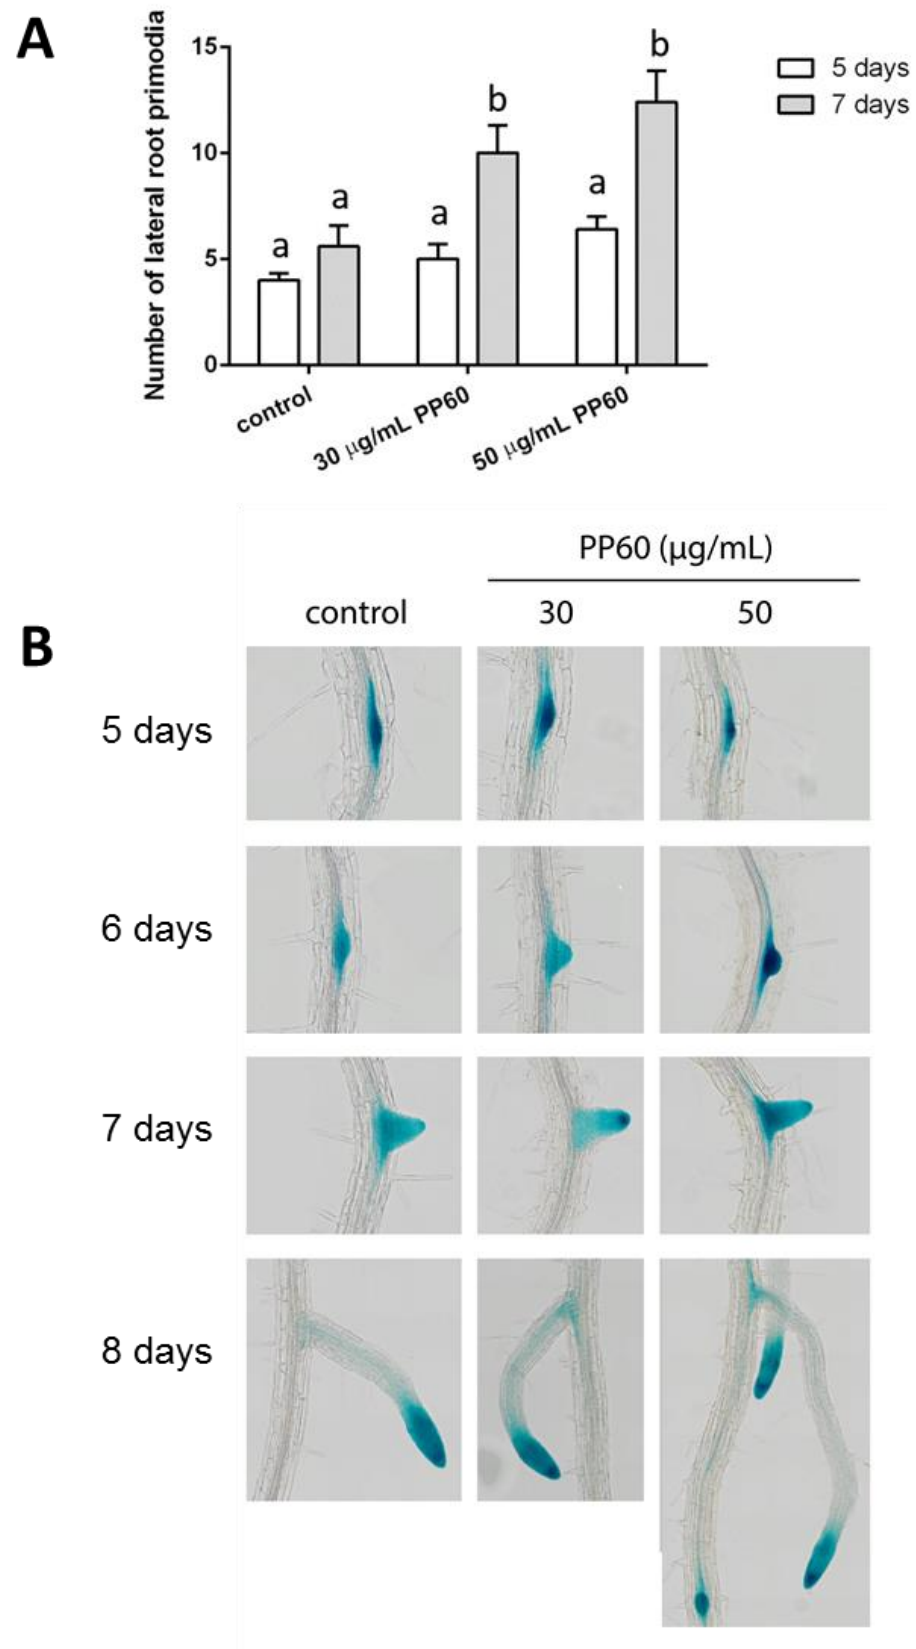 A
Number of lateral root primodia
15
10
5
0
a
a
a
b
a
b
5 days
7 days
control
30 µg/mL PP60
50 µg/mL PP60
B
PP60 (µg/mL)
control
30
50
5 days
6 days
7 days
8 days